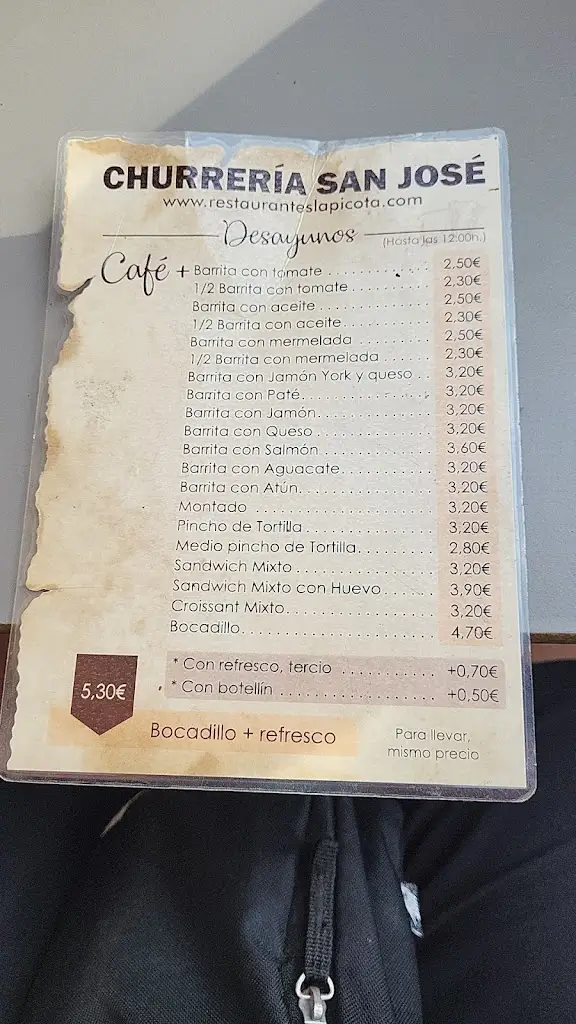 CHURRERÍA SAN JOSÉ
www.restauranteslapicota.com
Desayunos (Hasta las 12:00h.)
Café + Barrita con tomate 2,50€
1/2 Barrita con tomate 2,30€
Barrita con aceite 2,50€
1/2 Barrita con aceite 2,30€
Barrita con mermelada 2,50€
1/2 Barrita con mermelada 2,30€
Barrita con Jamón York y queso 3,20€
Barrita con Paté 3,20€
Barrita con Jamón 3,20€
Barrita con Queso 3,20€
Barrita con Salmón 3,60€
Barrita con Aguacate 3,20€
Barrita con Atún 3,20€
Montado 3,20€
Pincho de Tortilla 3,20€
Medio pincho de Tortilla 2,80€
Sandwich Mixto 3,20€
Sandwich Mixto con Huevo 3,90€
Croissant Mixto 3,20€
Bocadillo 4,70€
* Con refresco, tercio +0,70€
* Con botellín +0,50€
5,30€
Bocadillo + refresco
Para llevar,
mismo precio